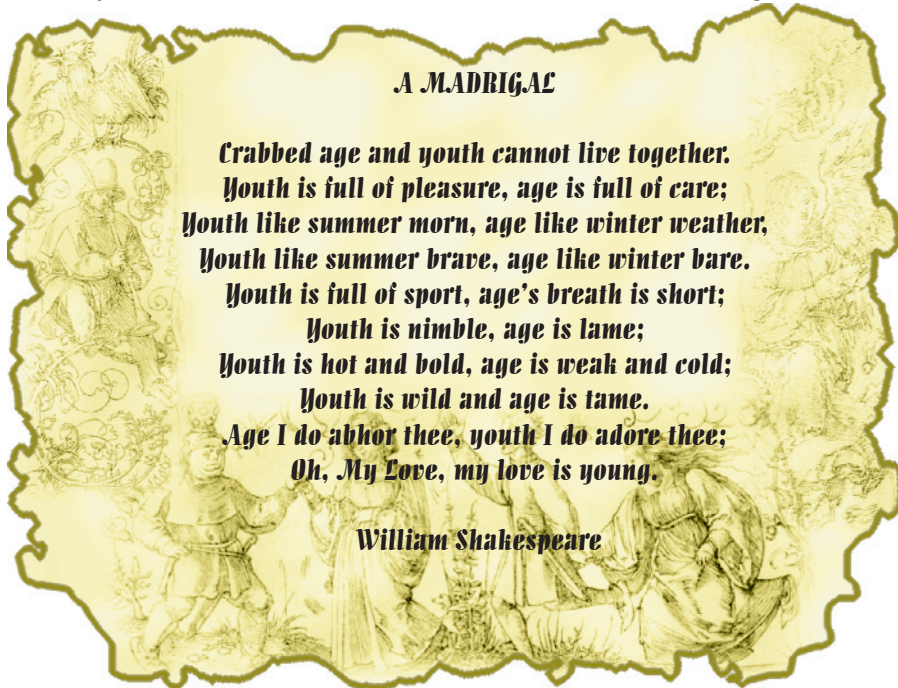 A MADRIGAL
Crabbed age and youth cannot live together.
Youth is full of pleasure, age is full of care;
Youth like summer morn, age like winter weather,
Youth like summer brave, age like winter bare.
Youth is full of sport, age's breath is short;
Youth is nimble, age is lame;
Youth is hot and bold, age is weak and cold;
Youth is wild and age is tame.
Age I do abhor thee, youth I do adore thee;
Oh, My Love, my love is young.
William Shakespeare